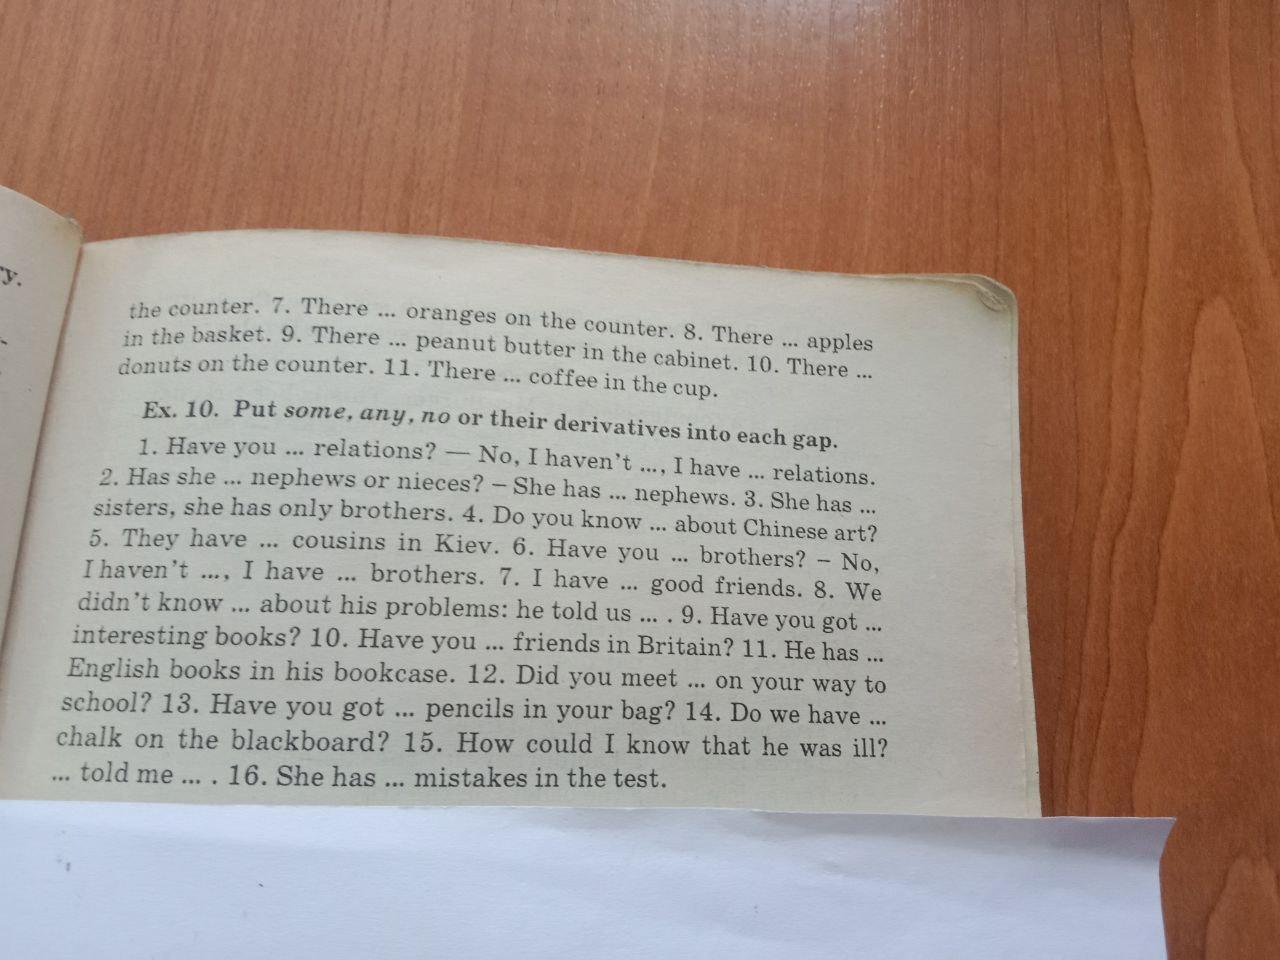 ry.
the counter. 7. There ... oranges on the counter. 8. There ... apples
in the basket. 9. There ... peanut butter in the cabinet. 10. There ...
donuts on the counter. 11. There ... coffee in the cup.
Ex. 10. Put some, any, no or their derivatives into each gap.
1. Have you ... relations? — No, I haven't ..., I have ... relations.
2. Has she ... nephews or nieces? – She has ... nephews. 3. She has ...
sisters, she has only brothers. 4. Do you know ... about Chinese art?
5. They have ... cousins in Kiev. 6. Have you ... brothers? – No,
I haven't ..., I have ... brothers. 7. I have ... good friends. 8. We
didn't know ... about his problems: he told us ... . 9. Have you got ...
interesting books? 10. Have you ... friends in Britain? 11. He has ...
English books in his bookcase. 12. Did you meet ... on your way to
school? 13. Have you got ... pencils in your bag? 14. Do we have ...
chalk on the blackboard? 15. How could I know that he was ill?
... told me ... . 16. She has ... mistakes in the test.